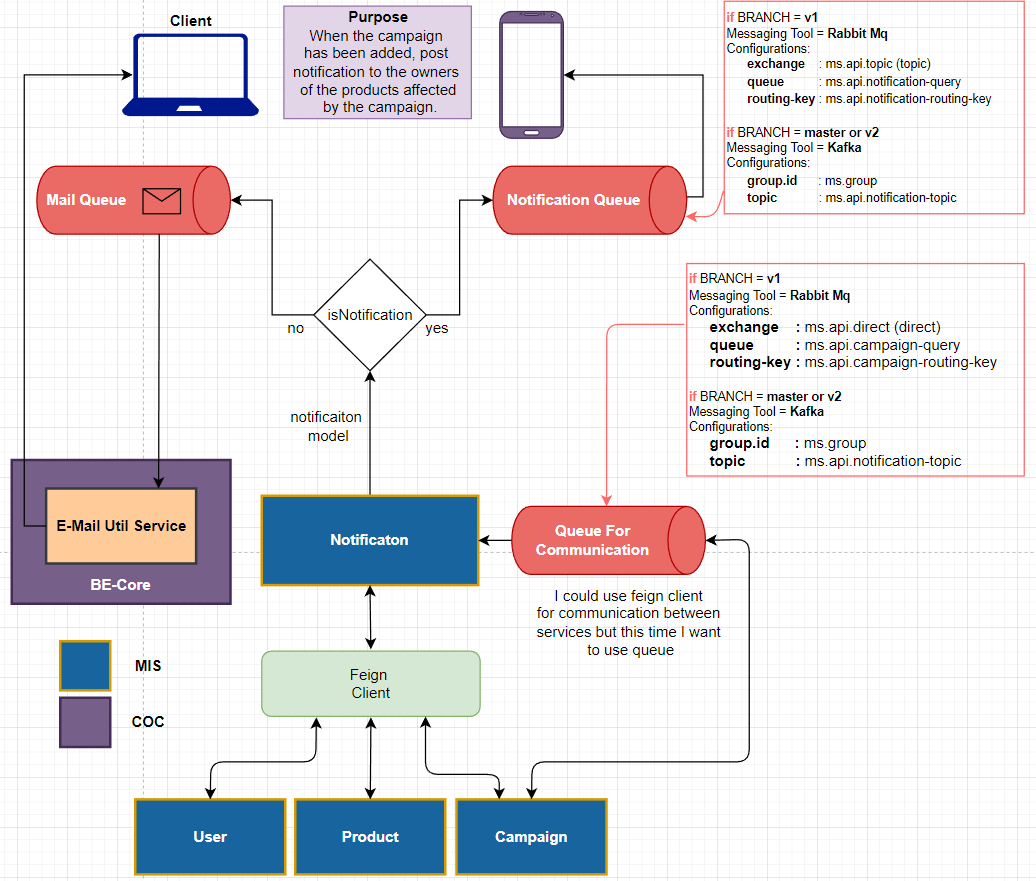 Client
Purpose
When the campaign
has been added, post
notification to the owners
of the products affected
by the campaign.
if BRANCH = v1
Messaging Tool = Rabbit Mq
Configurations:
exchange : ms.api.topic (topic)
queue : ms.api.notification-query
routing-key : ms.api.notification-routing-key
if BRANCH = master or v2
Messaging Tool = Kafka
Configurations:
group.id : ms.group
topic : ms.api.notification-topic
Mail Queue
Notification Queue
isNotification
no
yes
if BRANCH = v1
Messaging Tool = Rabbit Mq
Configurations:
exchange : ms.api.direct (direct)
queue : ms.api.campaign-query
routing-key : ms.api.campaign-routing-key
if BRANCH = master or v2
Messaging Tool = Kafka
Configurations:
group.id : ms.group
topic : ms.api.notification-topic
notificaiton
model
E-Mail Util Service
BE-Core
Notificaton
Queue For
Communication
I could use feign client
for communication between
services but this time I want
to use queue
MIS
COC
Feign
Client
User
Product
Campaign